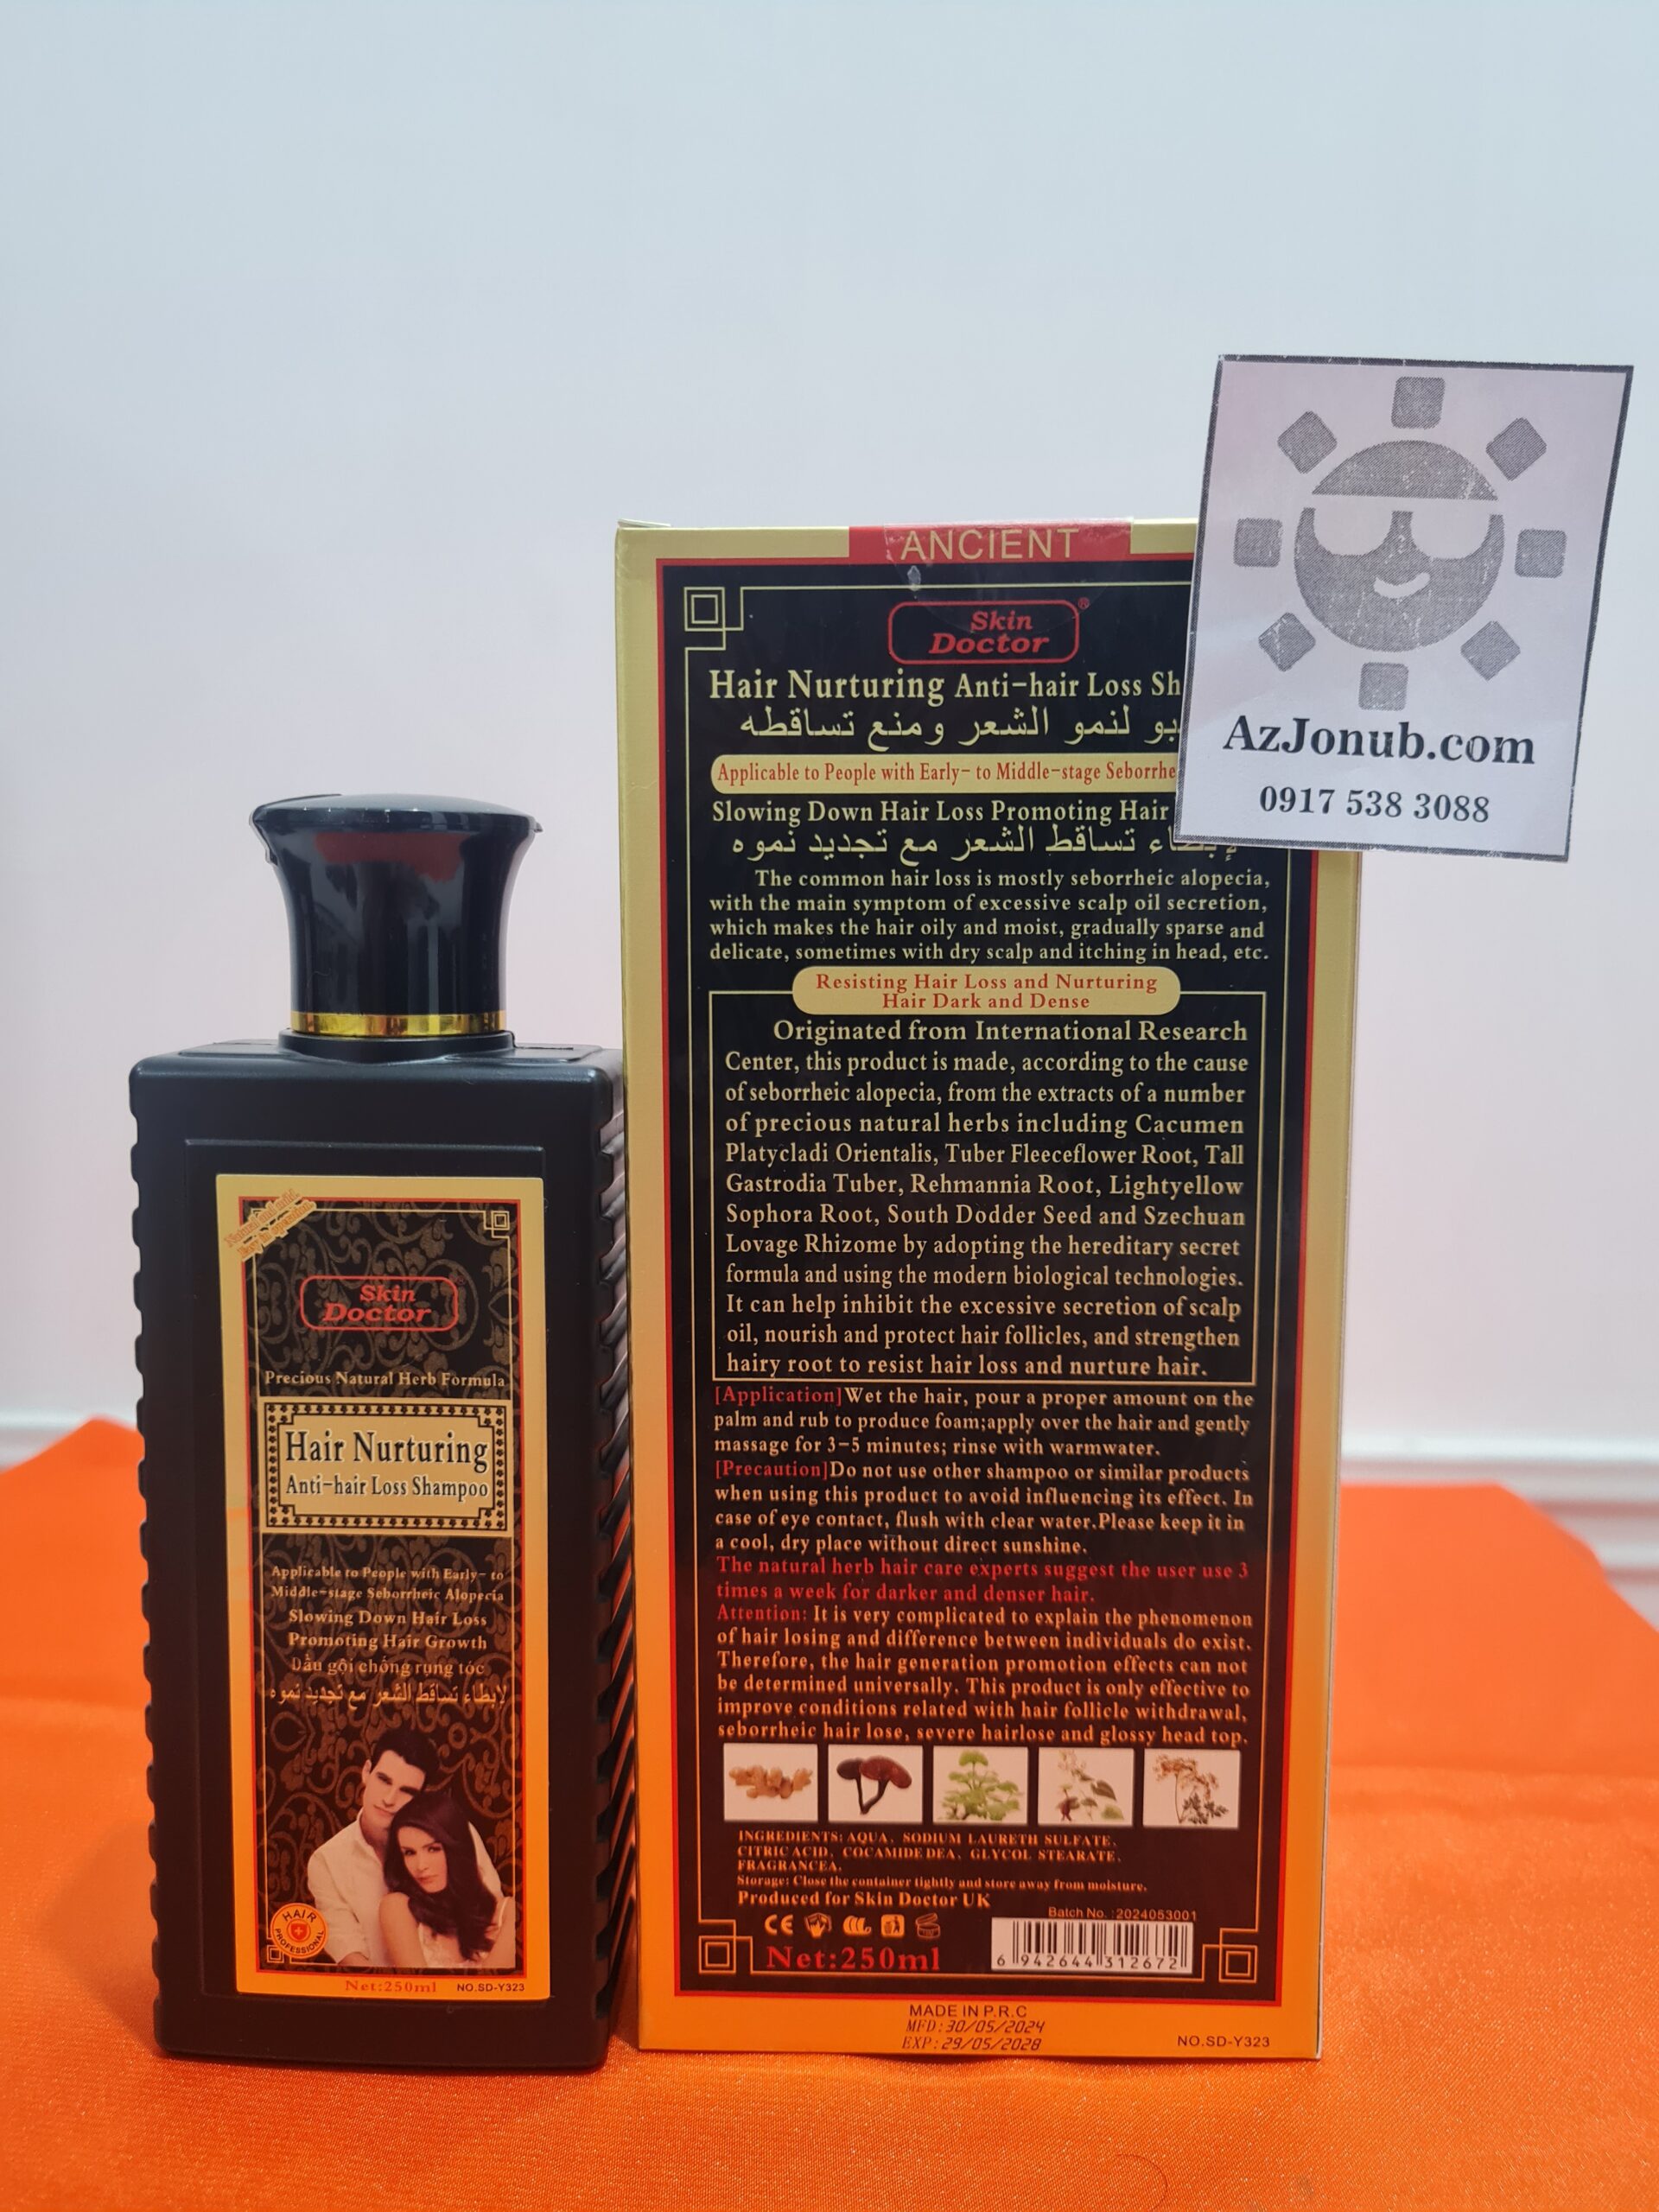 AzJonub.com
0917 538 3088
ANCIENT
Skin
Doctor®
Hair Nurturing Anti-hair Loss Sh
بو لنمو الشعر ومنع تساقطه
Applicable to People with Early- to Middle-stage Seborrhe
Slowing Down Hair Loss Promoting Hair
لإبطاء تساقط الشعر مع تجديد نموه
The common hair loss is mostly seborrheic alopecia,
with the main symptom of excessive scalp oil secretion,
which makes the hair oily and moist, gradually sparse and
delicate, sometimes with dry scalp and itching in head, etc.
Resisting Hair Loss and Nurturing
Hair Dark and Dense
Originated from International Research
Center, this product is made, according to the cause
of seborrheic alopecia, from the extracts of a number
of precious natural herbs including Cacumen
Platycladi Orientalis, Tuber Fleeceflower Root, Tall
Gastrodia Tuber, Rehmannia Root, Lightyellow
Sophora Root, South Dodder Seed and Szechuan
Lovage Rhizome by adopting the hereditary secret
formula and using the modern biological technologies.
It can help inhibit the excessive secretion of scalp
oil, nourish and protect hair follicles, and strengthen
hairy root to resist hair loss and nurture hair.
[Application]Wet the hair, pour a proper amount on the
palm and rub to produce foam;apply over the hair and gently
massage for 3-5 minutes; rinse with warmwater.
[Precaution]Do not use other shampoo or similar products
when using this product to avoid influencing its effect. In
case of eye contact, flush with clear water.Please keep it in
a cool, dry place without direct sunshine.
The natural herb hair care experts suggest the user use 3
times a week for darker and denser hair.
Attention: It is very complicated to explain the phenomenon
of hair losing and difference between individuals do exist.
Therefore, the hair generation promotion effects can not
be determined universally. This product is only effective to
improve conditions related with hair follicle withdrawal,
seborrheic hair lose, severe hairlose and glossy head top.
INGREDIENTS: AQUA, SODIUM LAURETH SULFATE,
CITRIC ACID, COCAMIDE DEA, GLYCOL STEARATE,
FRAGRANCEA.
Storage: Close the container tightly and store away from moisture.
Produced for Skin Doctor UK
Batch No. :2024053001
CE
Net:250ml
6 942644 312672
MADE IN P.R.C
MFD:30/05/2024
EXP:29/05/2028
NO.SD-Y323
Skin
Doctor
Precious Natural Herb Formula
Hair Nurturing
Anti-hair Loss Shampoo
Applicable to People with Early- to
Middle-stage Seborrheic Alopecia
Slowing Down Hair Loss
Promoting Hair Growth
Dầu gội chống rụng tóc
لإبطاء تساقط الشعر مع تجديد نموه
HAIR
PROFESSIONAL
Net:250ml NO.SD-Y323